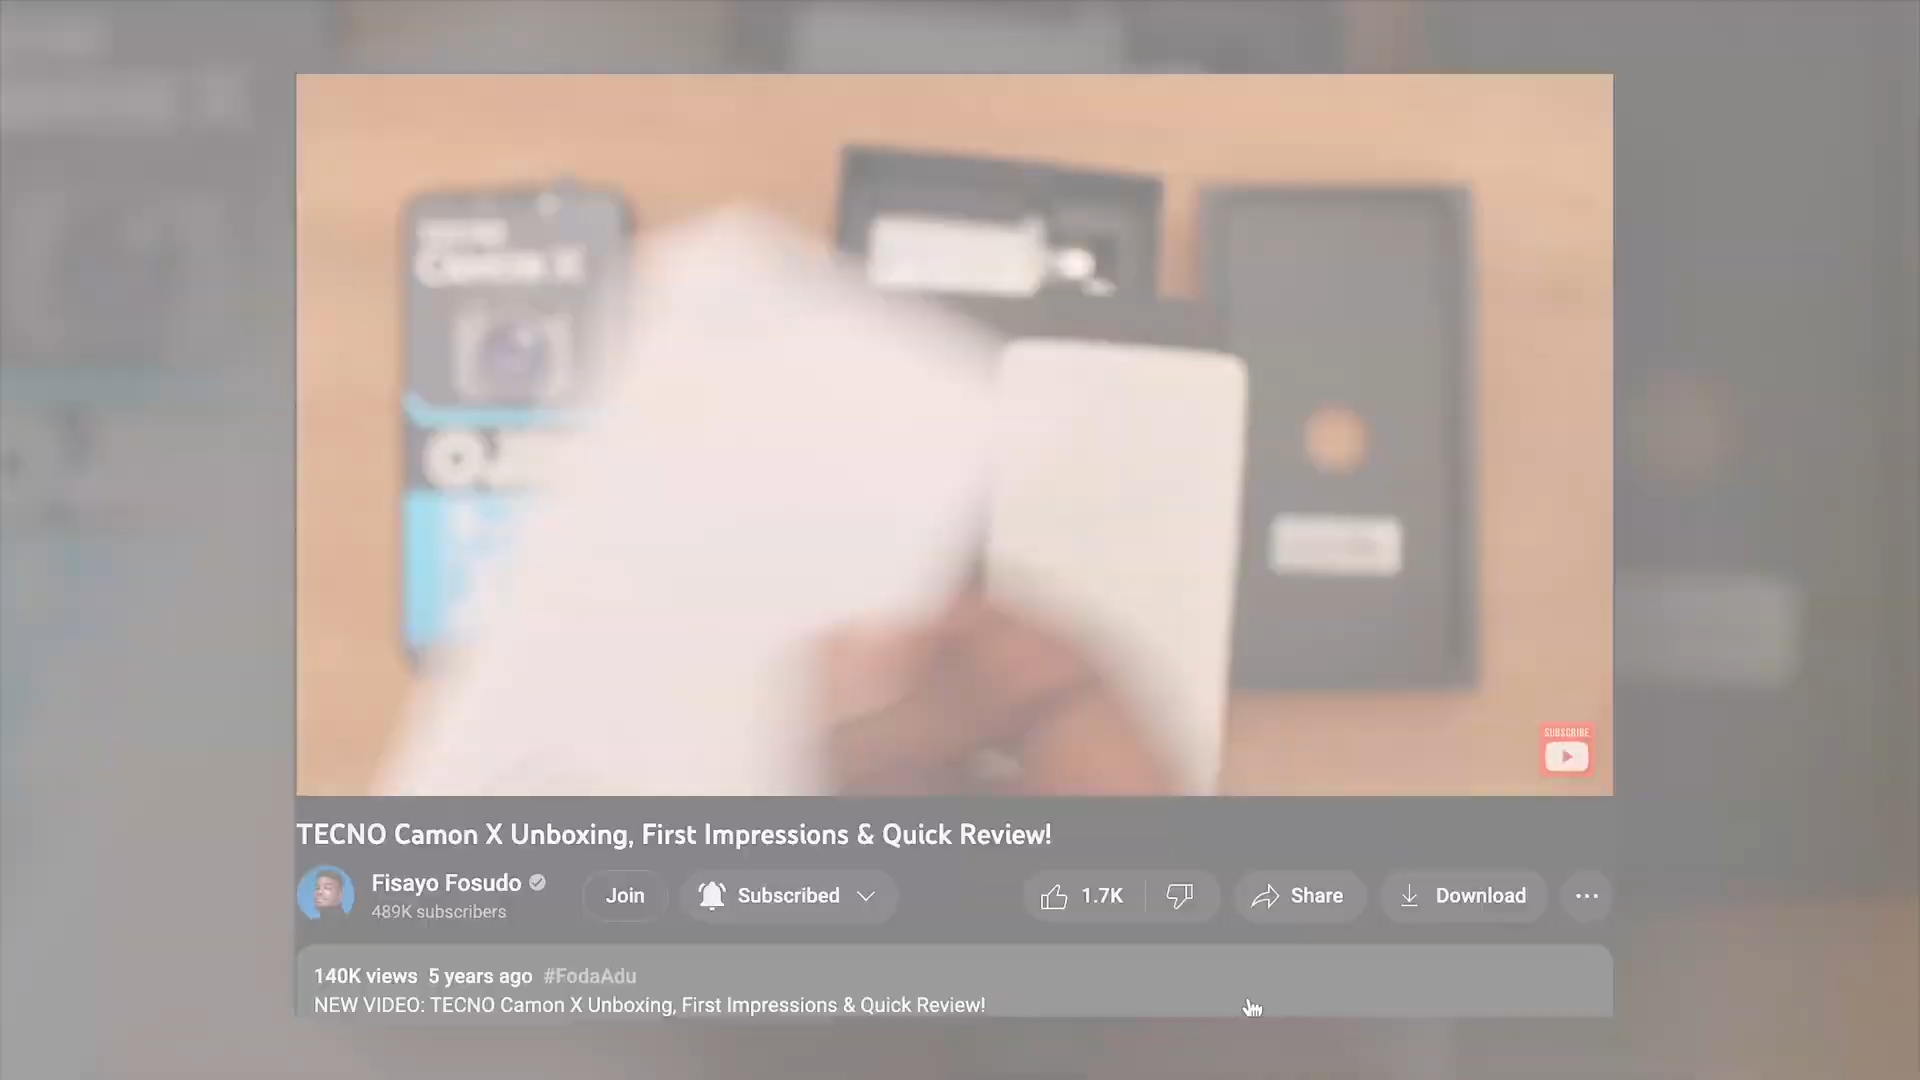 Camon X
SUBSCRIBE
TECNO Camon X Unboxing, First Impressions & Quick Review!
Fisayo Fosudo
489K subscribers
Join
Subscribed
1.7K
Share
Download
140K views 5 years ago #FodaAdu
NEW VIDEO: TECNO Camon X Unboxing, First Impressions & Quick Review!